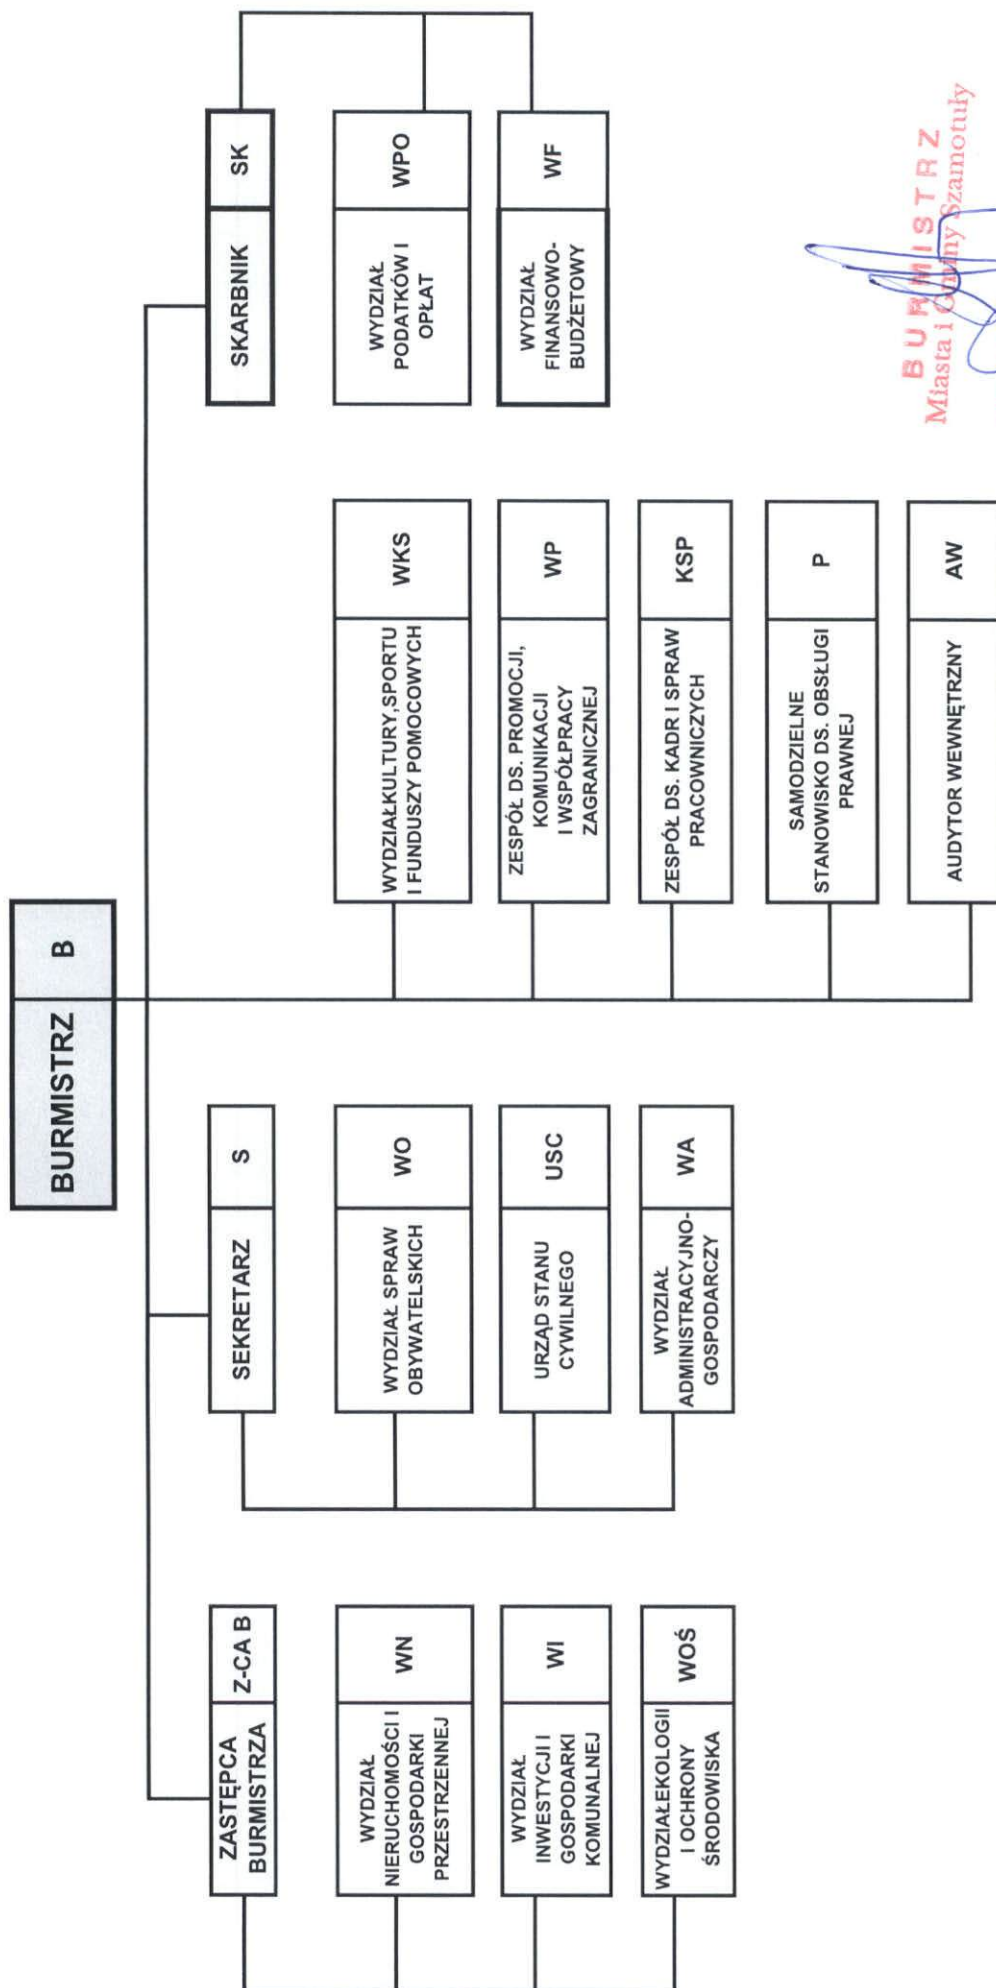 BURMISTRZ B
ZASTĘPCA
BURMISTRZA
Z-CA B
WYDZIAŁ
NIERUCHOMOŚCI I
GOSPODARKI
PRZESTRZENNEJ
WN
WYDZIAŁ
INWESTYCJI I
GOSPODARKI
KOMUNALNEJ
WI
WYDZIAŁEKOLOGII
I OCHRONY
ŚRODOWISKA
WOŚ
SEKRETARZ S
WYDZIAŁ SPRAW
OBYWATELSKICH
WO
URZĄD STANU
CYWILNEGO
USC
WYDZIAŁ
ADMINISTRACYJNO-
GOSPODARCZY
WA
WYDZIAŁKULTURY,SPORTU
I FUNDUSZY POMOCOWYCH
WKS
ZESPÓŁ DS. PROMOCJI,
KOMUNIKACJI
I WSPÓŁPRACY
ZAGRANICZNEJ
WP
ZESPÓŁ DS. KADR I SPRAW
PRACOWNICZYCH
KSP
SAMODZIELNE
STANOWISKO DS. OBSŁUGI
PRAWNEJ
P
AUDYTOR WEWNĘTRZNY
AW
SKARBNIK SK
WYDZIAŁ
PODATKÓW I
OPŁAT
WPO
WYDZIAŁ
FINANSOWO-
BUDŻETOWY
WF
BURMISTRZ
Miasta i Gminy Szamotuły